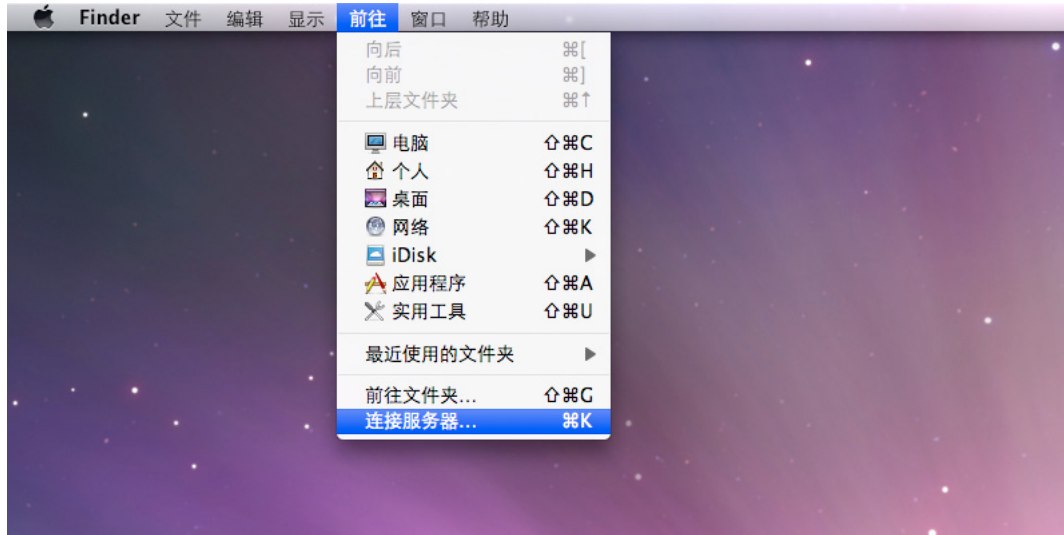 Finder 文件 编辑 显示 前往 窗口 帮助
向后 ⌘[
向前 ⌘]
上层文件夹 ⌘↑
电脑 ⇧⌘C
个人 ⇧⌘H
桌面 ⇧⌘D
网络 ⇧⌘K
iDisk ▶
应用程序 ⇧⌘A
实用工具 ⇧⌘U
最近使用的文件夹 ▶
前往文件夹... ⇧⌘G
连接服务器... ⌘K